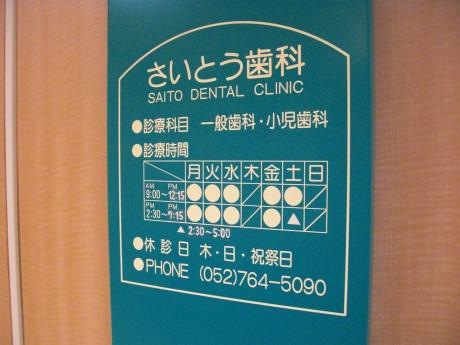 さいとう歯科
SAITO DENTAL CLINIC
●診療科目 一般歯科・小児歯科
●診療時間
月 火 水 木 金 土 日
AM 9:00〜PM 12:15 ● ● ● ／ ● ● ／
PM 2:30〜PM 7:15 ● ● ● ／ ● ▲ ／
▲ 2:30〜5:00
●休診日 木・日・祝祭日
●PHONE (052)764-5090